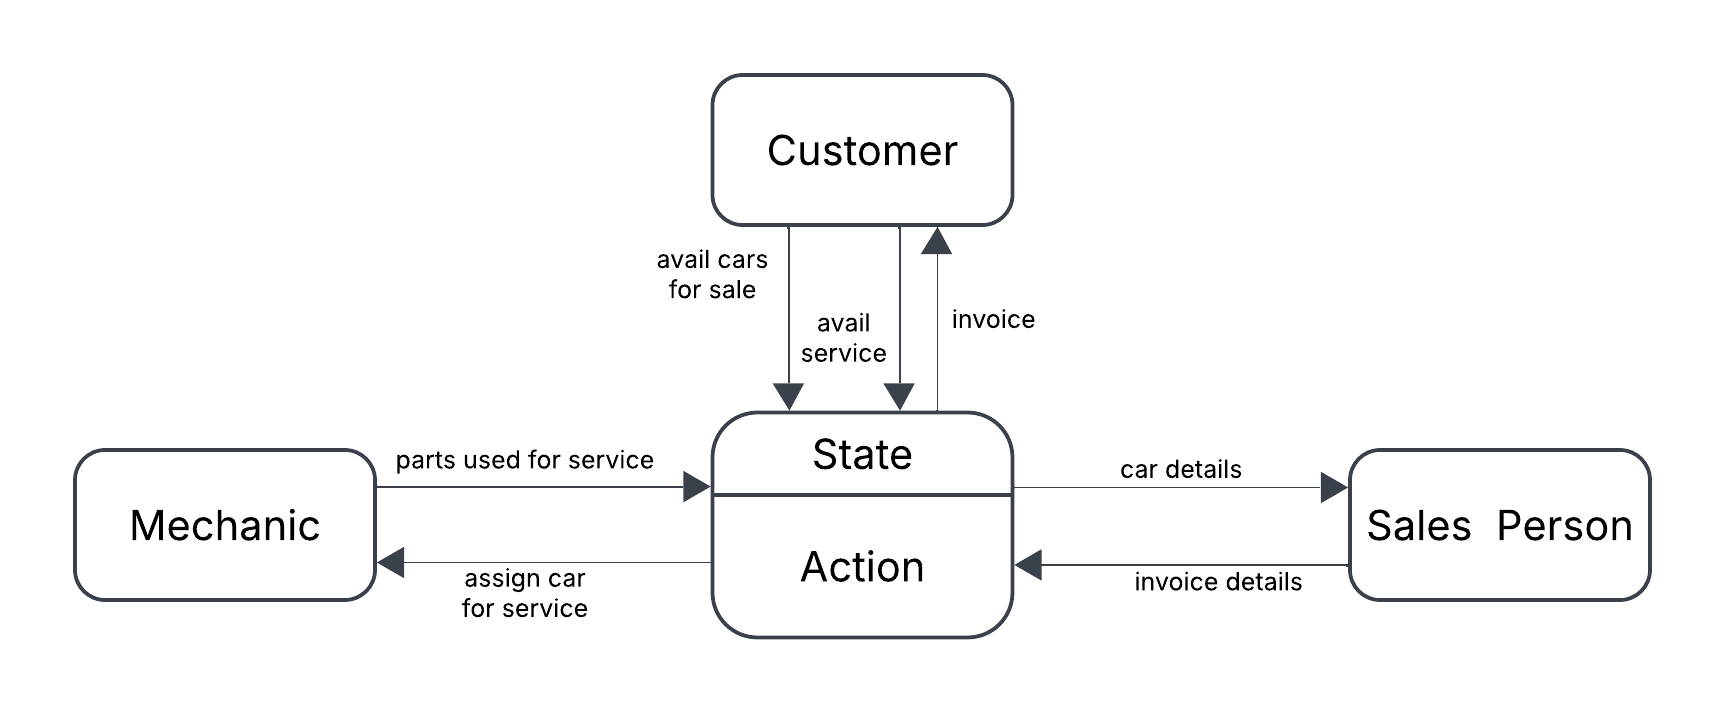 Customer
avail cars
for sale
avail
service
invoice
State
Action
parts used for service
Mechanic
assign car
for service
car details
Sales Person
invoice details